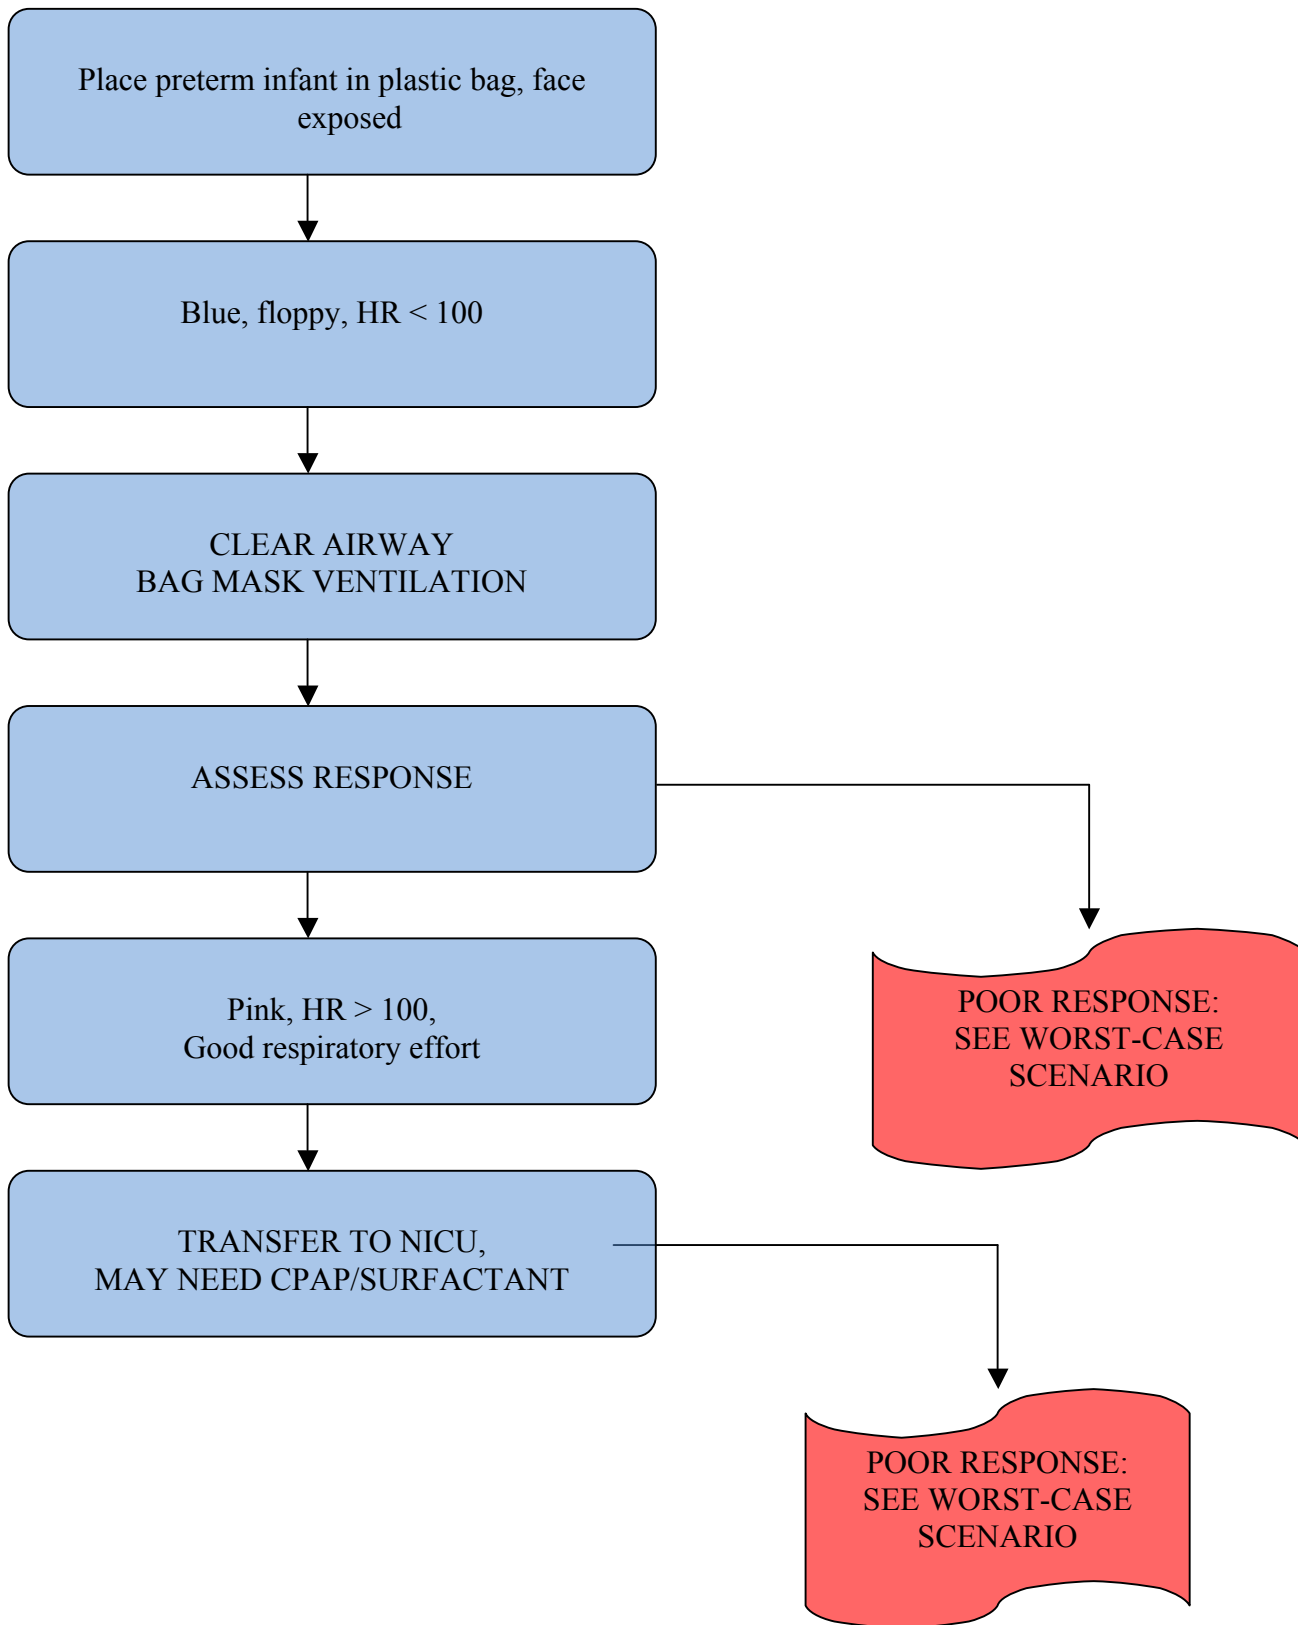 Place preterm infant in plastic bag, face
exposed
Blue, floppy, HR < 100
CLEAR AIRWAY
BAG MASK VENTILATION
ASSESS RESPONSE
Pink, HR > 100,
Good respiratory effort
POOR RESPONSE:
SEE WORST-CASE
SCENARIO
TRANSFER TO NICU,
MAY NEED CPAP/SURFACTANT
POOR RESPONSE:
SEE WORST-CASE
SCENARIO